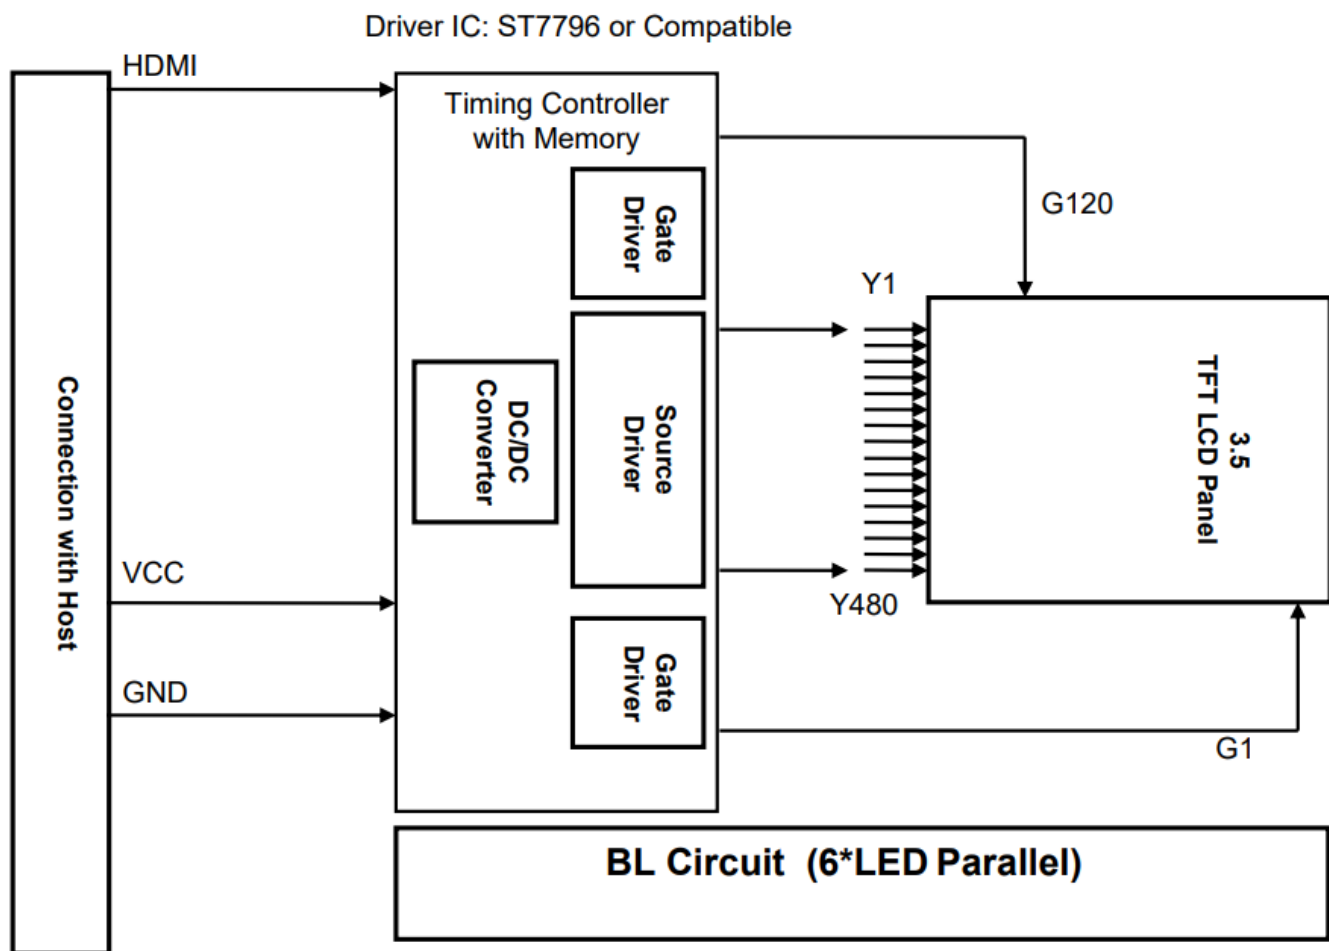 Driver IC: ST7796 or Compatible
HDMI
Timing Controller
with Memory
Gate
Driver
G120
Y1
Connection with Host
DC/DC
Converter
Source
Driver
3.5
TFT LCD Panel
VCC
Y480
GND
Gate
Driver
G1
BL Circuit (6*LED Parallel)